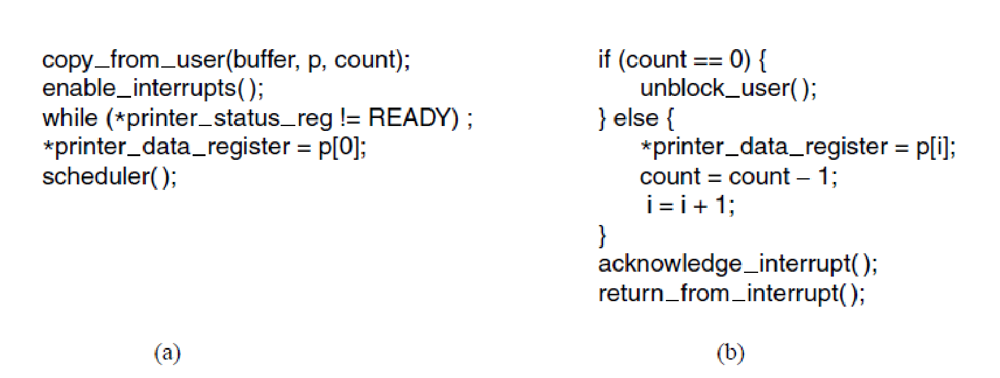 copy_from_user(buffer, p, count);
enable_interrupts( );
while (*printer_status_reg != READY) ;
*printer_data_register = p[0];
scheduler( );
(a)
if (count == 0) {
unblock_user( );
} else {
*printer_data_register = p[i];
count = count – 1;
i = i + 1;
}
acknowledge_interrupt( );
return_from_interrupt( );
(b)